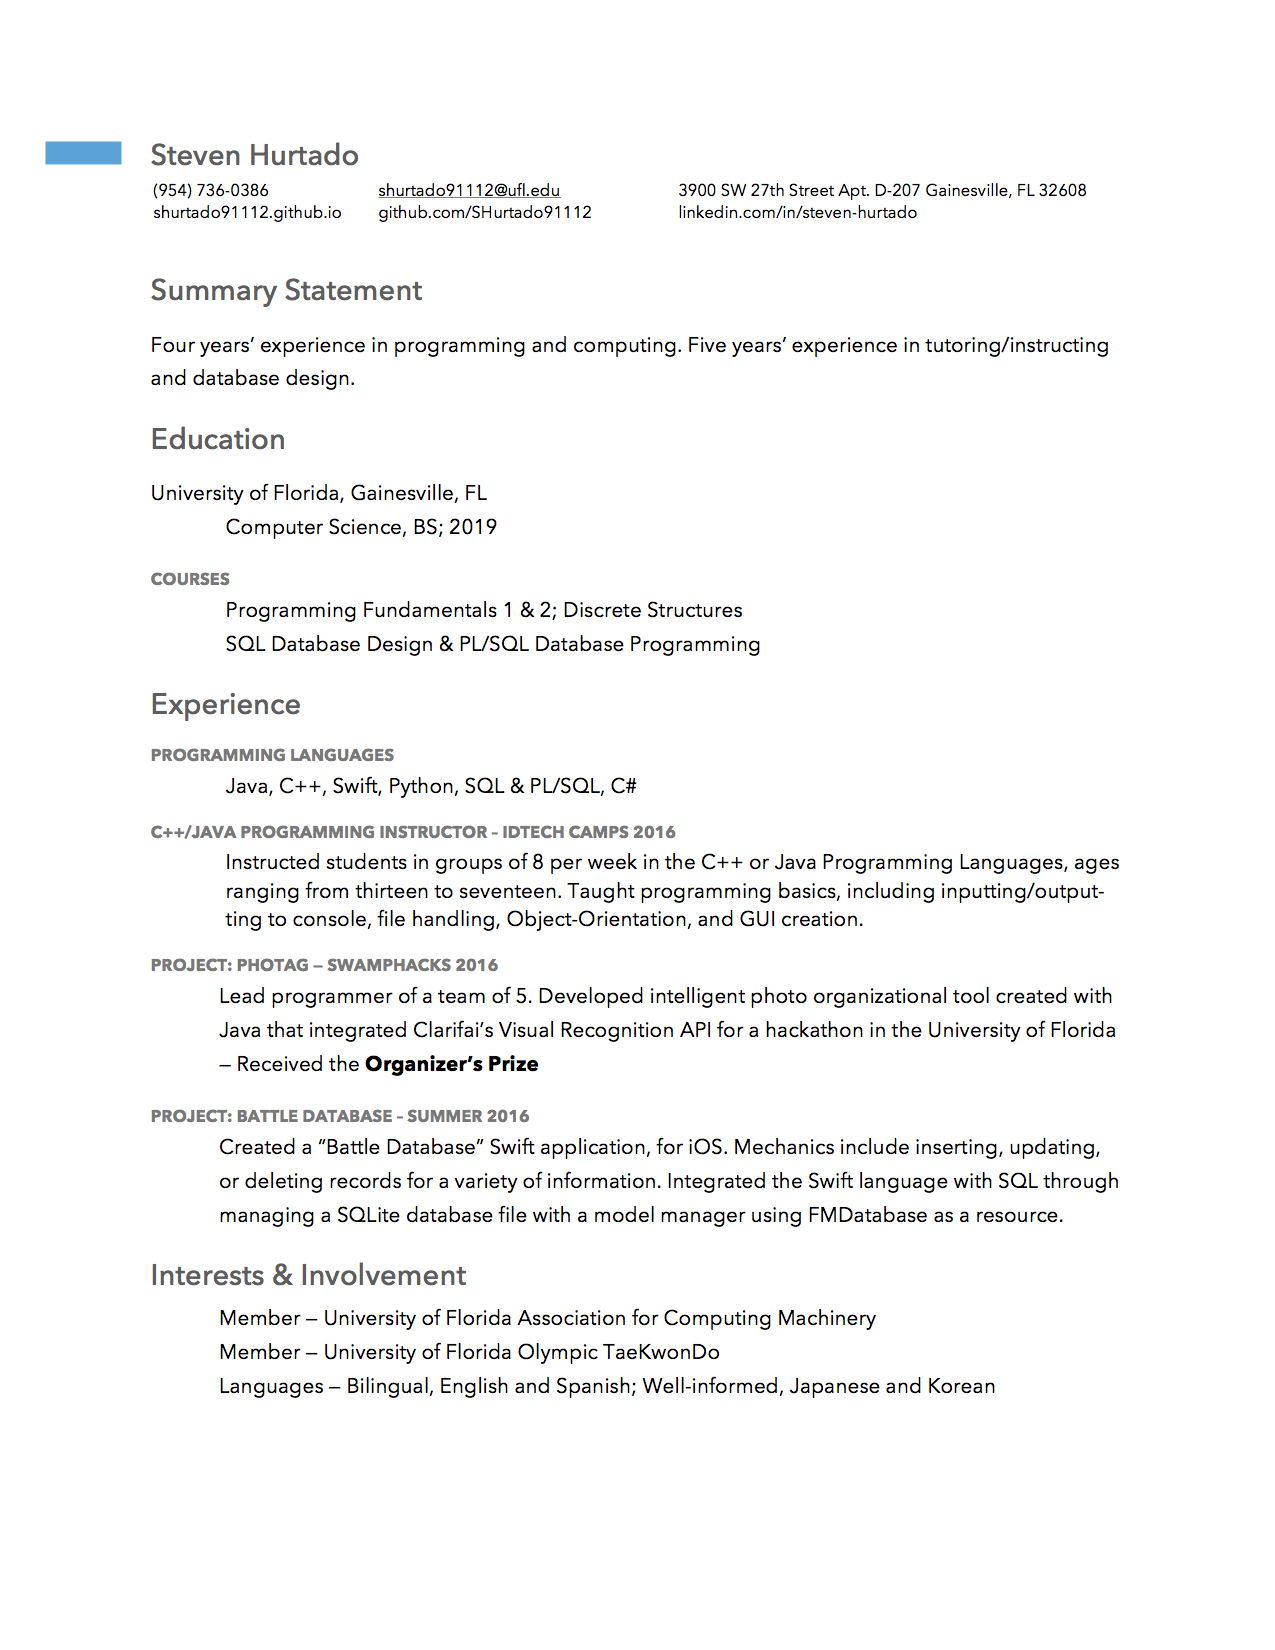 Steven Hurtado
(954) 736-0386 shurtado91112@ufl.edu 3900 SW 27th Street Apt. D-207 Gainesville, FL 32608
shurtado91112.github.io github.com/SHurtado91112 linkedin.com/in/steven-hurtado
Summary Statement
Four years’ experience in programming and computing. Five years’ experience in tutoring/instructing
and database design.
Education
University of Florida, Gainesville, FL
Computer Science, BS; 2019
COURSES
Programming Fundamentals 1 & 2; Discrete Structures
SQL Database Design & PL/SQL Database Programming
Experience
PROGRAMMING LANGUAGES
Java, C++, Swift, Python, SQL & PL/SQL, C#
C++/JAVA PROGRAMMING INSTRUCTOR - IDTECH CAMPS 2016
Instructed students in groups of 8 per week in the C++ or Java Programming Languages, ages
ranging from thirteen to seventeen. Taught programming basics, including inputting/output-
ting to console, file handling, Object-Orientation, and GUI creation.
PROJECT: PHOTAG – SWAMPHACKS 2016
Lead programmer of a team of 5. Developed intelligent photo organizational tool created with
Java that integrated Clarifai’s Visual Recognition API for a hackathon in the University of Florida
– Received the Organizer’s Prize
PROJECT: BATTLE DATABASE - SUMMER 2016
Created a “Battle Database” Swift application, for iOS. Mechanics include inserting, updating,
or deleting records for a variety of information. Integrated the Swift language with SQL through
managing a SQLite database file with a model manager using FMDatabase as a resource.
Interests & Involvement
Member – University of Florida Association for Computing Machinery
Member – University of Florida Olympic TaeKwonDo
Languages – Bilingual, English and Spanish; Well-informed, Japanese and Korean